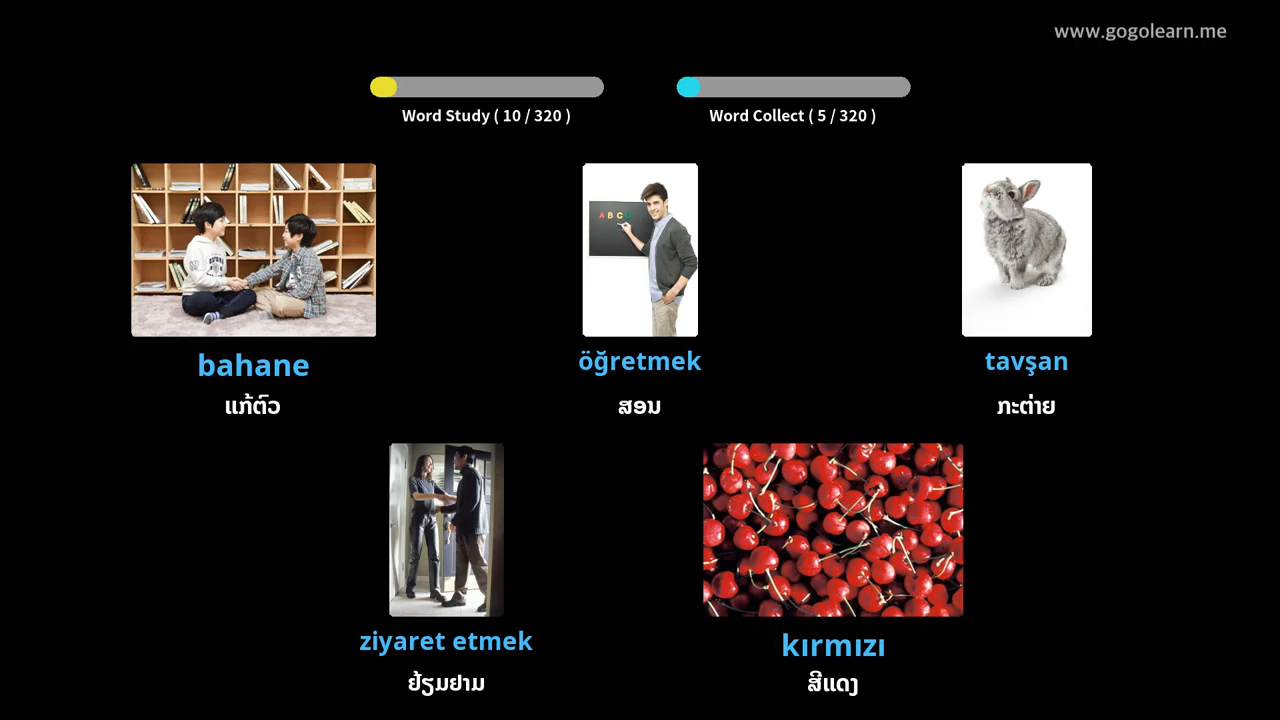 www.gogolearn.me
Word Study ( 10 / 320 )
Word Collect ( 5 / 320 )
A B C D
bahane
öğretmek
tavşan
ແກ້ຕົວ
ສອນ
ກະຕ່າຍ
ziyaret etmek
kırmızı
ຢ້ຽມຢາມ
ສີແດງ